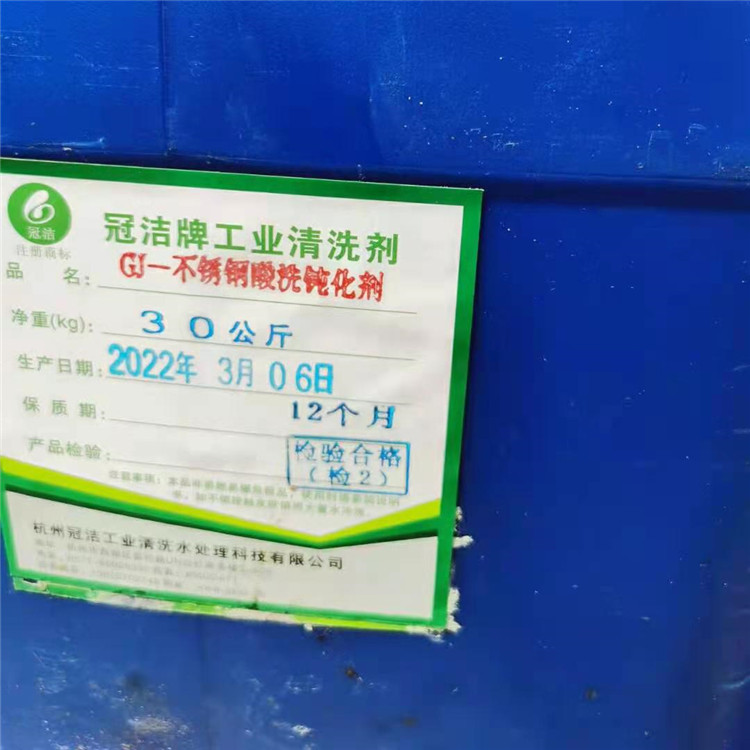 冠洁
注册商标
冠洁牌工业清洗剂
品 名: GJ-不锈钢酸洗钝化剂
净重(kg): 30公斤
生产日期: 2022年 3月 06日
保 质 期: 12个月
产品检验: 检验合格
(检2)
杭州冠洁工业清洗水处理科技有限公司